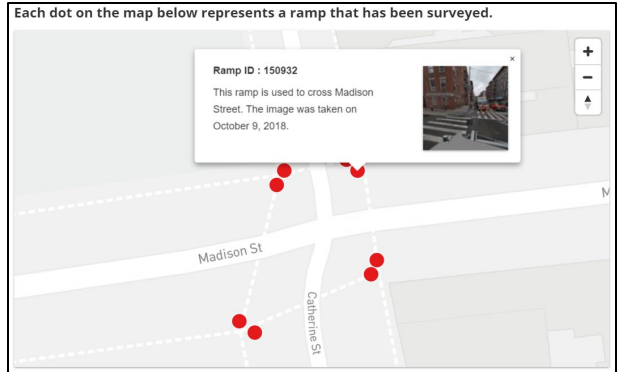 Each dot on the map below represents a ramp that has been surveyed.
×
Ramp ID : 150932
This ramp is used to cross Madison
Street. The image was taken on
October 9, 2018.
+
−
M
Madison St
Catherine St